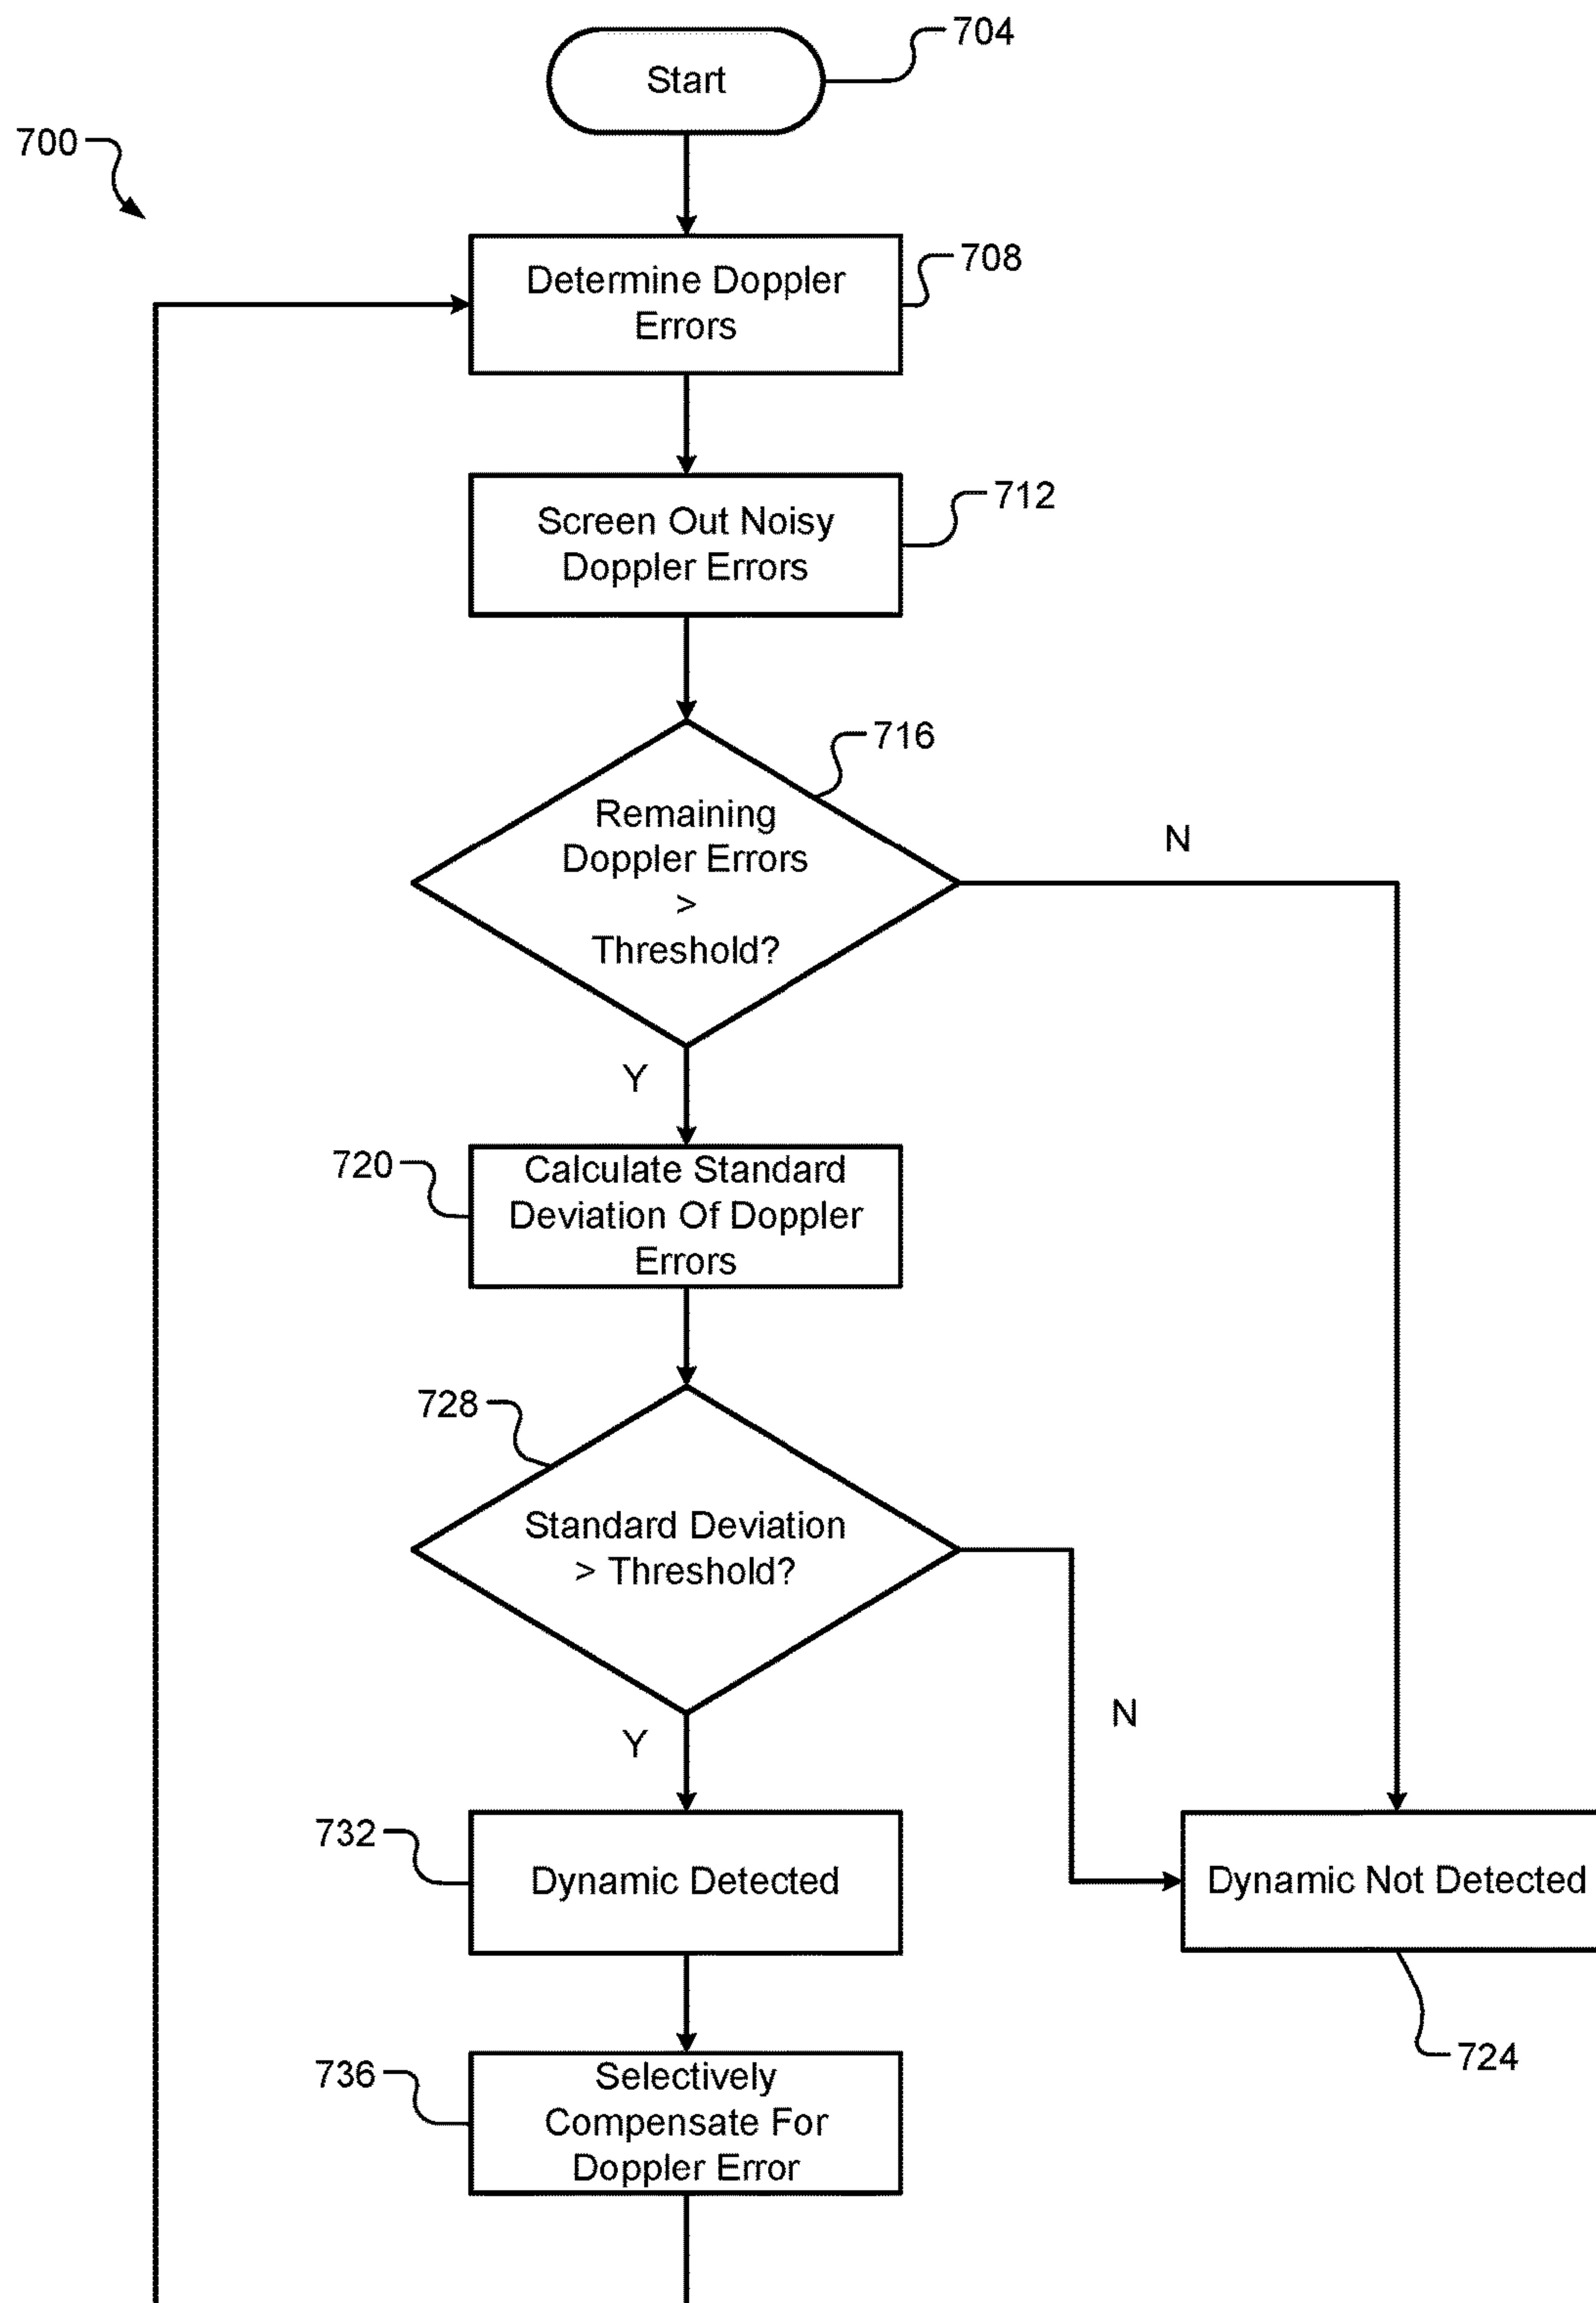 704
Start
700
Determine Doppler
Errors
708
Screen Out Noisy
Doppler Errors
712
716
Remaining
Doppler Errors
>
Threshold?
N
Y
720
Calculate Standard
Deviation Of Doppler
Errors
728
Standard Deviation
> Threshold?
N
Y
732
Dynamic Detected
Dynamic Not Detected
724
736
Selectively
Compensate For
Doppler Error